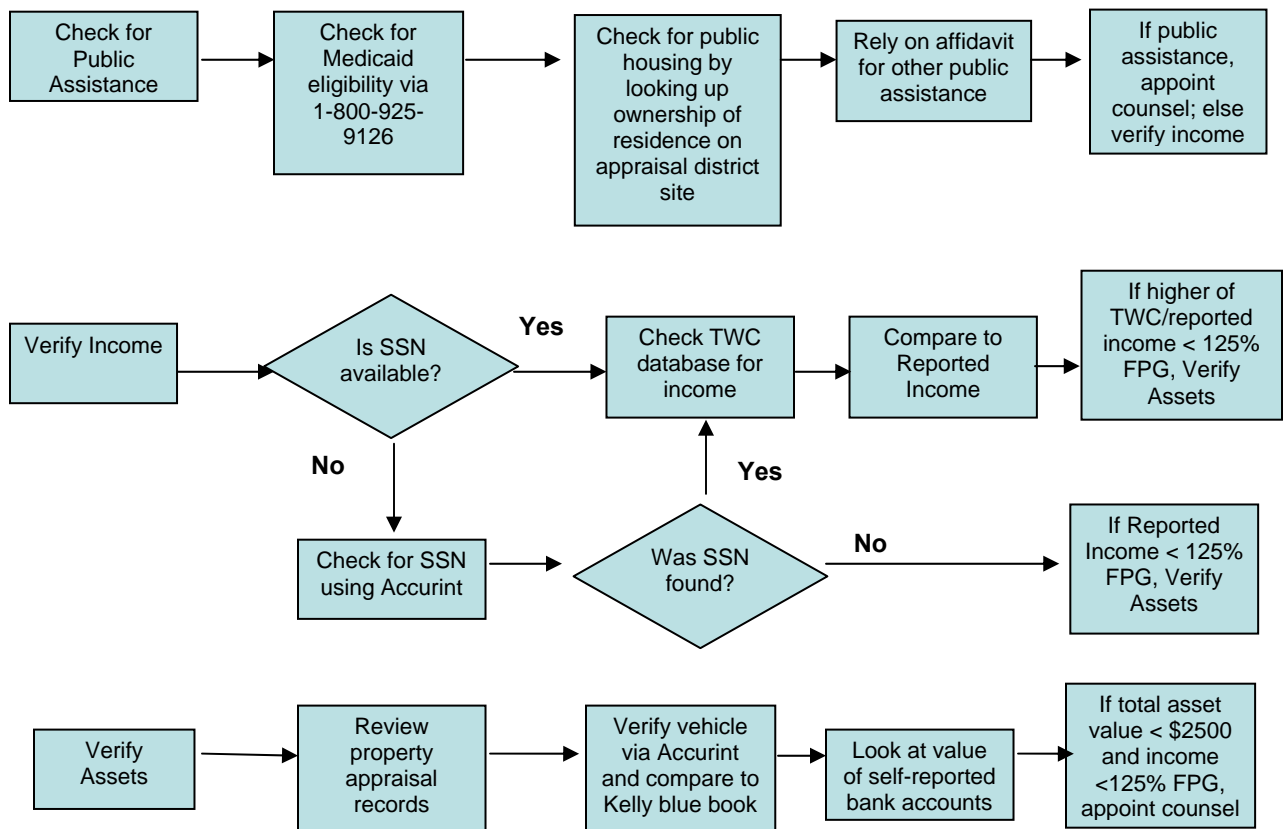 Check for
Public
Assistance
Check for
Medicaid
eligibility via
1-800-925-
9126
Check for public
housing by
looking up
ownership of
residence on
appraisal district
site
Rely on affidavit
for other public
assistance
If public
assistance,
appoint
counsel; else
verify income
Verify Income
Is SSN
available?
Yes
Check TWC
database for
income
Compare to
Reported
Income
If higher of
TWC/reported
income < 125%
FPG, Verify
Assets
No
Yes
Check for SSN
using Accurint
Was SSN
found?
No
If Reported
Income < 125%
FPG, Verify
Assets
Verify
Assets
Review
property
appraisal
records
Verify vehicle
via Accurint
and compare to
Kelly blue book
Look at value
of self-reported
bank accounts
If total asset
value < $2500
and income
<125% FPG,
appoint counsel